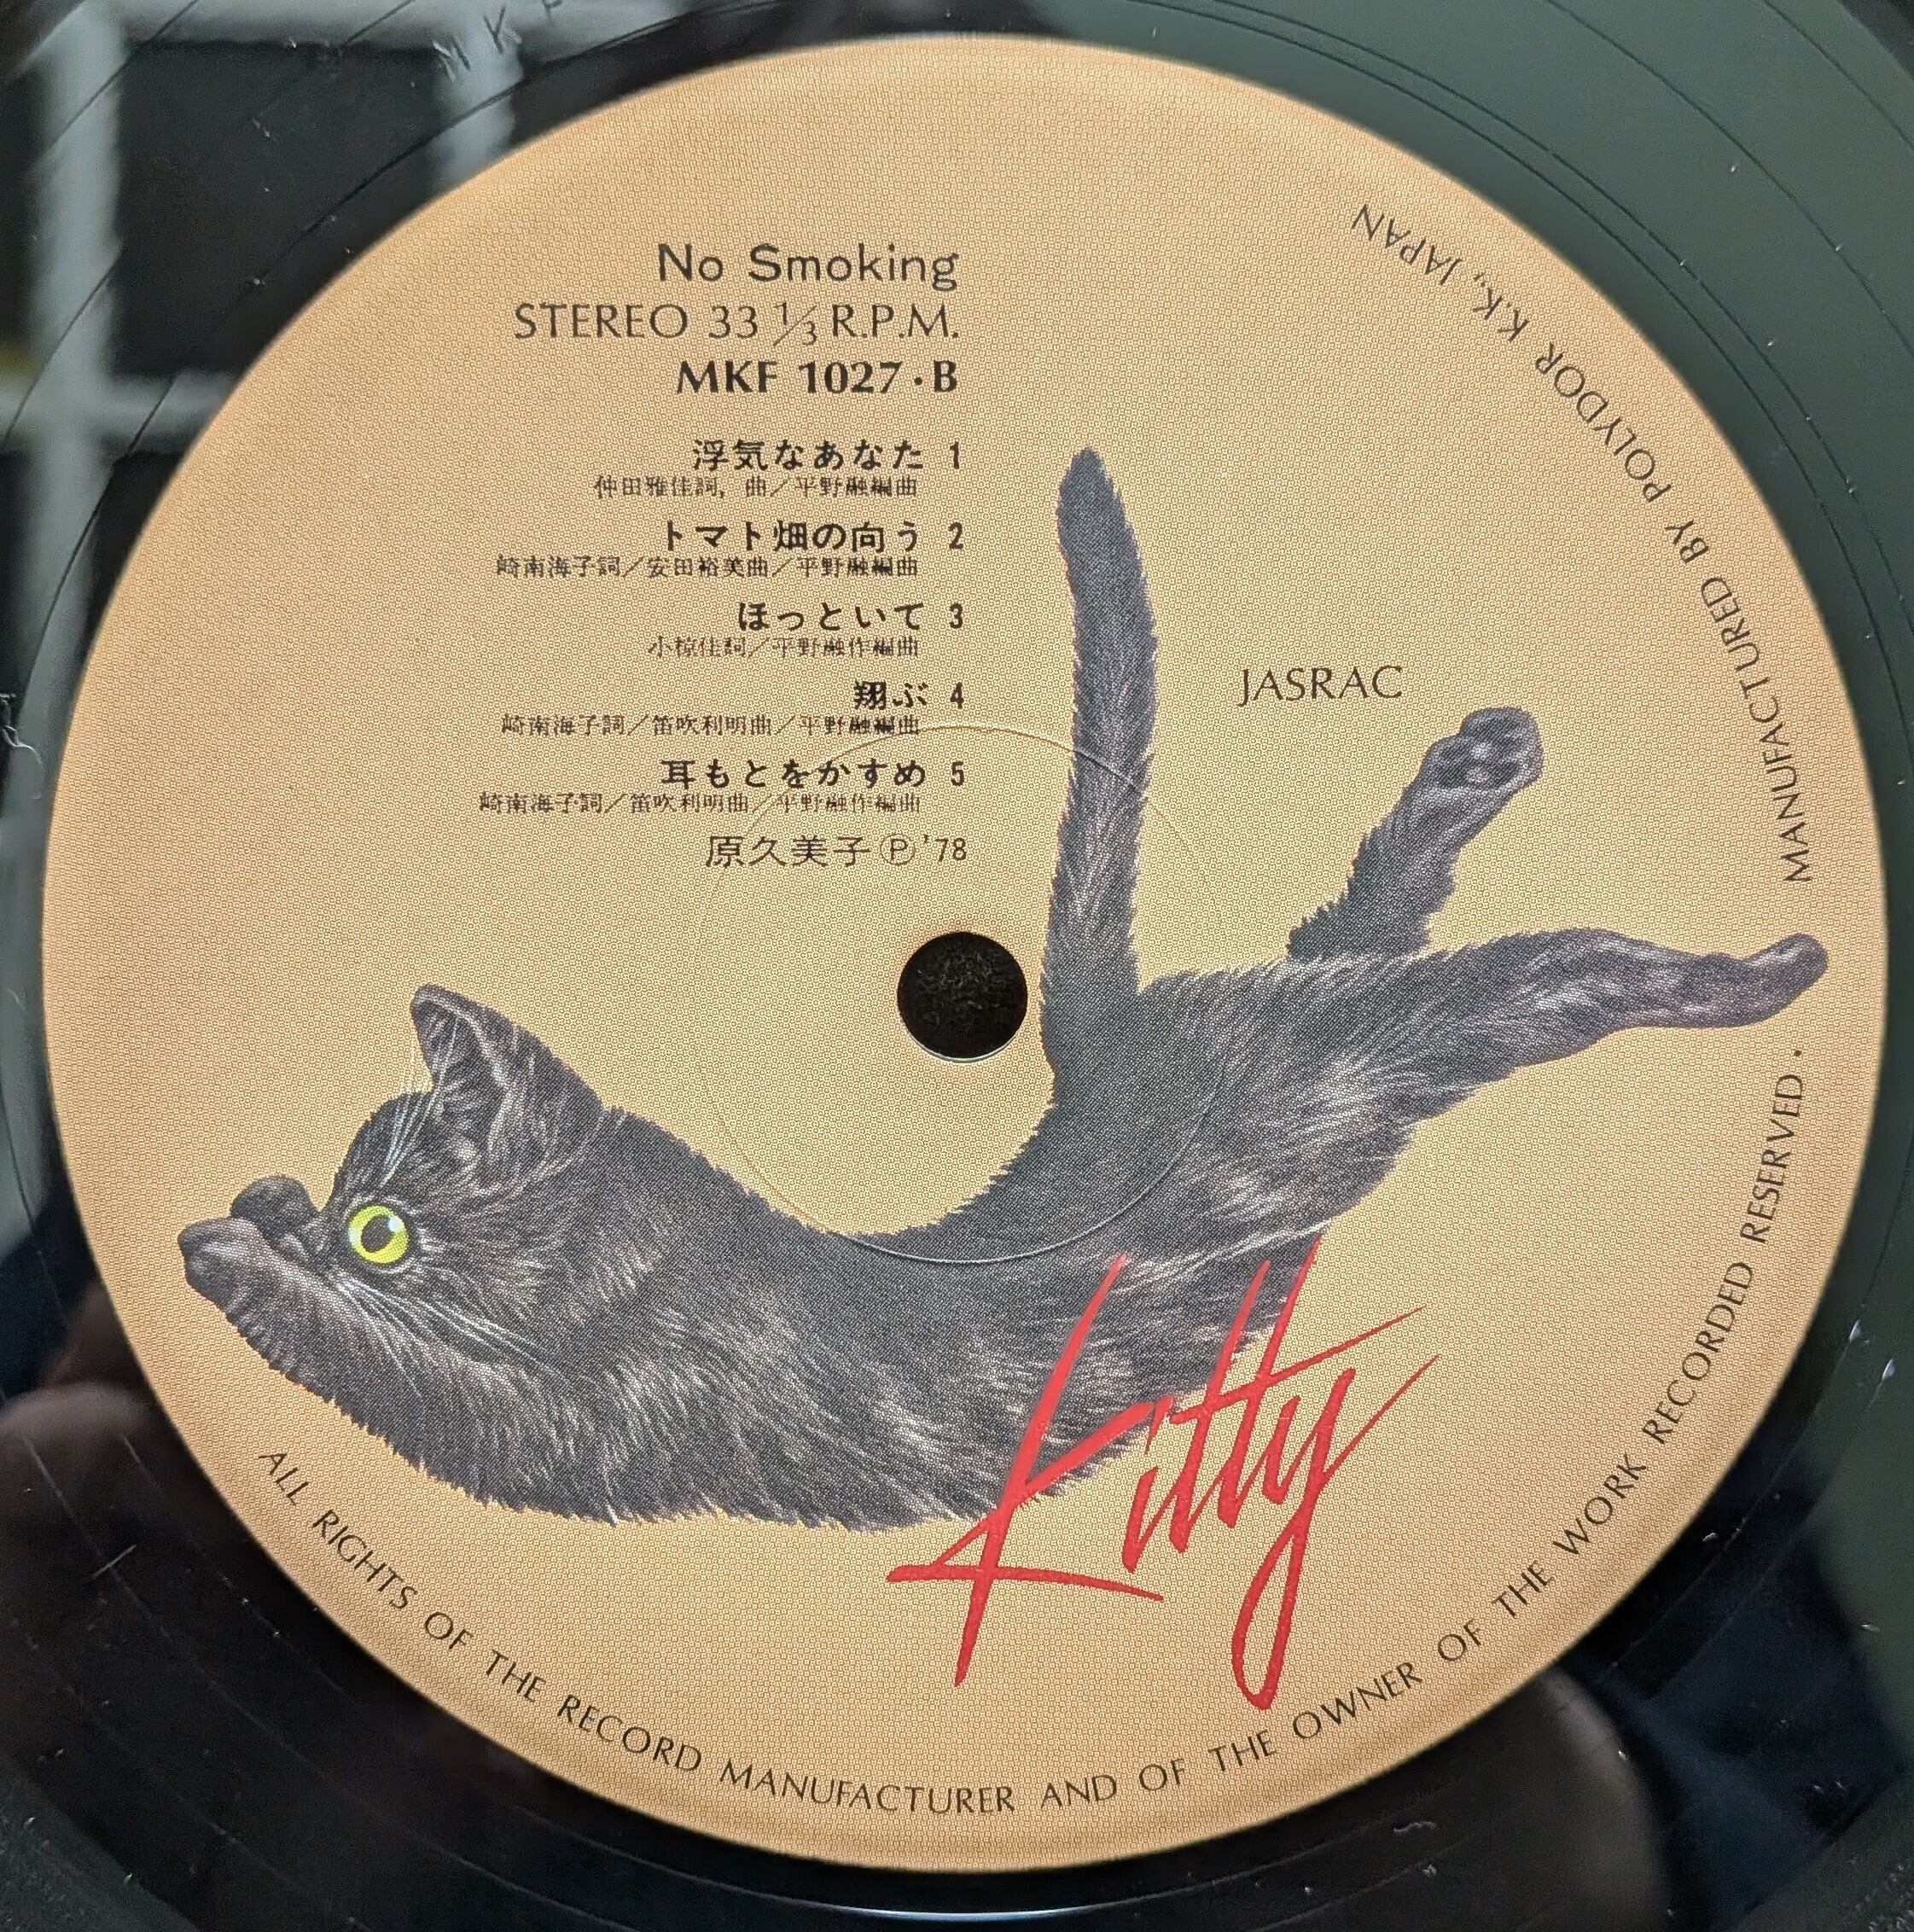 No Smoking
STEREO 33 1/3 R.P.M.
MKF 1027・B
浮気なあなた 1
仲田雅佳詞，曲／平野融編曲
トマト畑の向う 2
崎南海子詞／安田裕美曲／平野融編曲
ほっといて 3
小椋佳詞／平野融作編曲
翔ぶ 4
崎南海子詞／笛吹利明曲／平野融編曲
耳もとをかすめ 5
崎南海子詞／笛吹利明曲／平野融作編曲
原久美子Ⓟ'78
JASRAC
Kitty
MANUFACTURED BY POLYDOR K.K., JAPAN
ALL RIGHTS OF THE RECORD MANUFACTURER AND OF THE OWNER OF THE WORK RECORDED RESERVED.